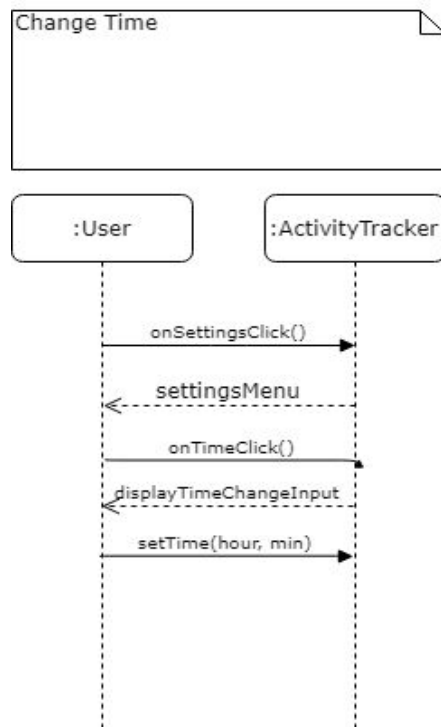 Change Time
:User
:ActivityTracker
onSettingsClick()
settingsMenu
onTimeClick()
displayTimeChangeInput
setTime(hour, min)